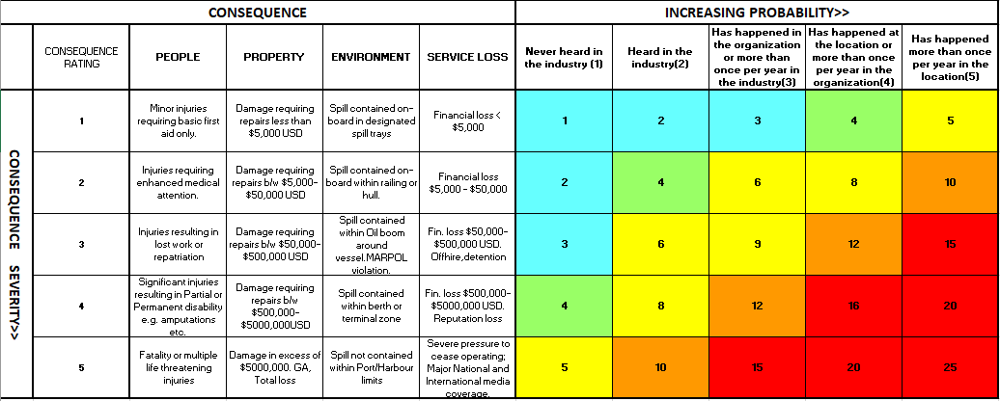 CONSEQUENCE
INCREASING PROBABILITY>>
CONSEQUENCE SEVERITY>>
CONSEQUENCE
RATING
PEOPLE
PROPERTY
ENVIRONMENT
SERVICE LOSS
Never heard in
the industry (1)
Heard in the
industry(2)
Has happened in
the organization
or more than
once per year in
the industry(3)
Has happened at
the location or
more than once
per year in the
organization(4)
Has happened
more than once
per year in the
location(5)
1
Minor injuries
requiring basic first
aid only.
Damage requiring
repairs less than
$5,000 USD
Spill contained on-
board in designated
spill trays
Financial loss <
$5,000
1
2
3
4
5
2
Injuries requiring
enhanced medical
attention.
Damage requiring
repairs b/w $5,000-
$50,000 USD
Spill contained on-
board within railing or
hull.
Financial loss
$5,000 - $50,000
2
4
6
8
10
3
Injuries resulting in
lost work or
repatriation
Damage requiring
repairs b/w $50,000-
$500,000 USD
Spill contained
within Oil boom
around
vessel.MARPOL
violation.
Fin. loss $50,000-
$500,000 USD.
Offhire,detention
3
6
9
12
15
4
Significant injuries
resulting in Partial or
Permanent disability
e.g. amputations
etc.
Damage requiring
repairs b/w
$500,000-
$5000,000USD
Spill contained
within berth or
terminal zone
Fin. loss $500,000-
$5000,000 USD.
Reputation loss
4
8
12
16
20
5
Fatality or multiple
life threatening
injuries
Damage in excess of
$5000,000. GA,
Total loss
Spill not contained
within Port/Harbour
limits
Severe pressure to
cease operating;
Major National and
International media
coverage.
5
10
15
20
25